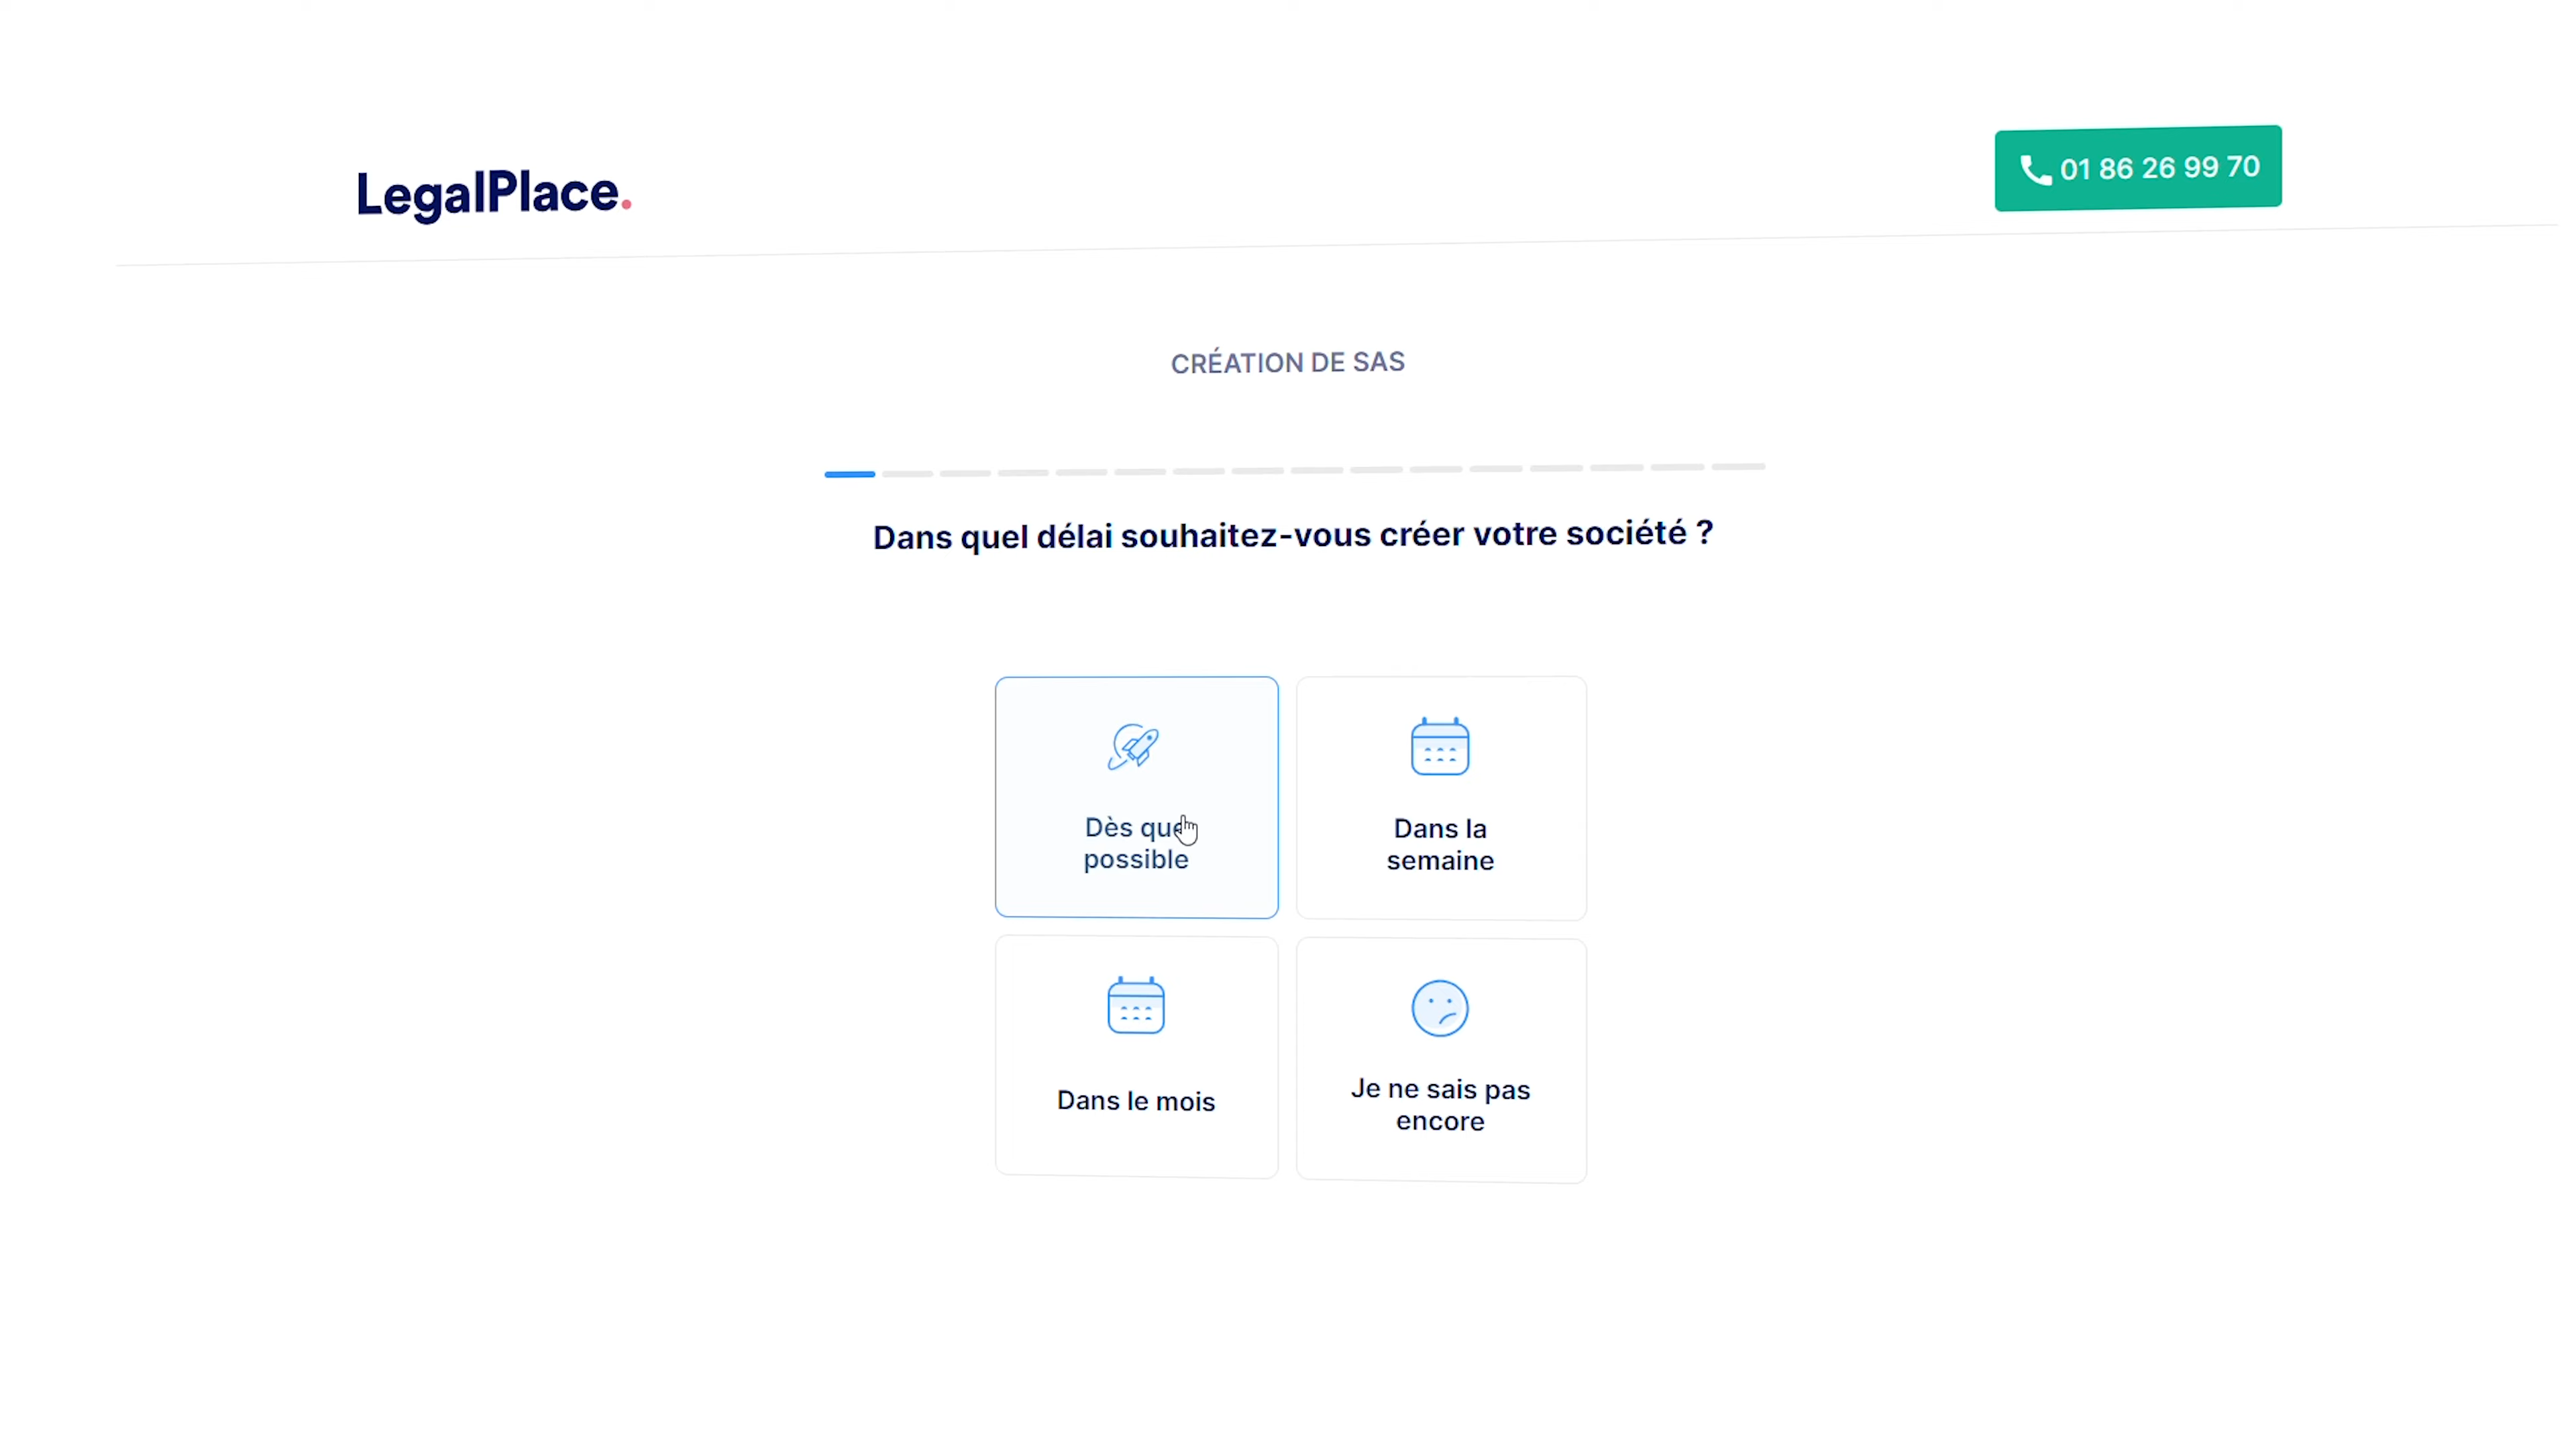 LegalPlace.
01 86 26 99 70
CRÉATION DE SAS
Dans quel délai souhaitez-vous créer votre société ?
Dès que
possible
Dans la
semaine
Dans le mois
Je ne sais pas
encore